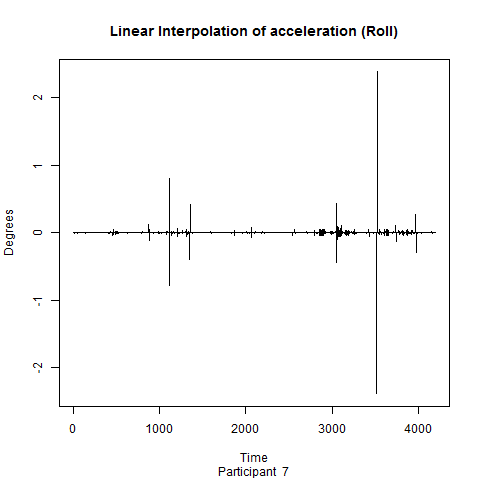 Linear Interpolation of acceleration (Roll)
2
1
0
-1
-2
Degrees
0 1000 2000 3000 4000
Time
Participant 7